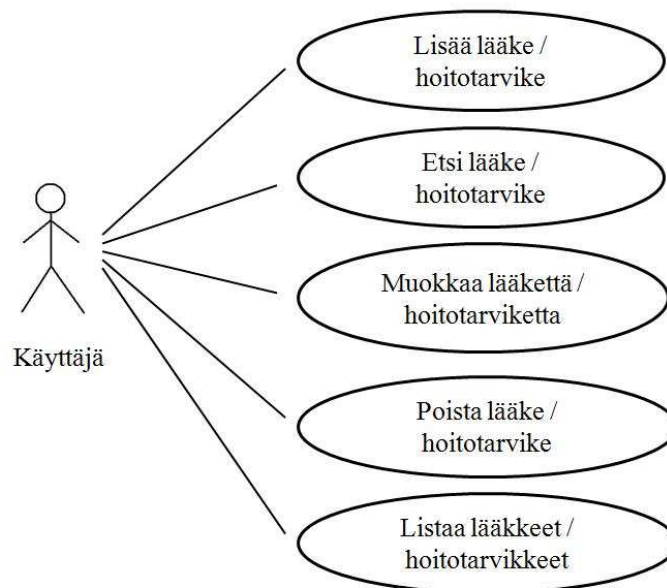 Lisää lääke /
hoitotarvike
Etsi lääke /
hoitotarvike
Muokkaa lääkettä /
hoitotarviketta
Käyttäjä
Poista lääke /
hoitotarvike
Listaa lääkkeet /
hoitotarvikkeet